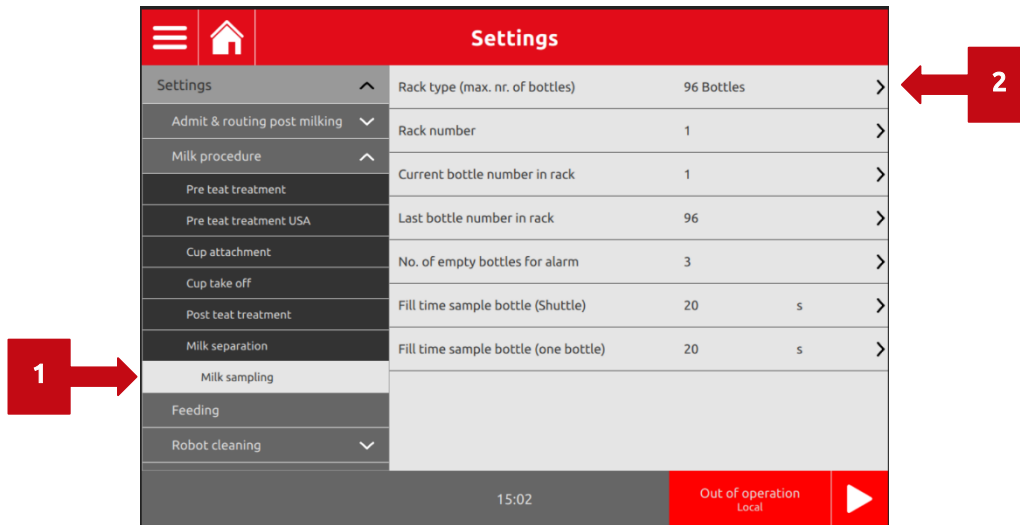 Settings
Settings
Admit & routing post milking
Milk procedure
Pre teat treatment
Pre teat treatment USA
Cup attachment
Cup take off
Post teat treatment
Milk separation
Milk sampling
Feeding
Robot cleaning
Rack type (max. nr. of bottles) 96 Bottles
Rack number 1
Current bottle number in rack 1
Last bottle number in rack 96
No. of empty bottles for alarm 3
Fill time sample bottle (Shuttle) 20 s
Fill time sample bottle (one bottle) 20 s
15:02
Out of operation
Local
1
2